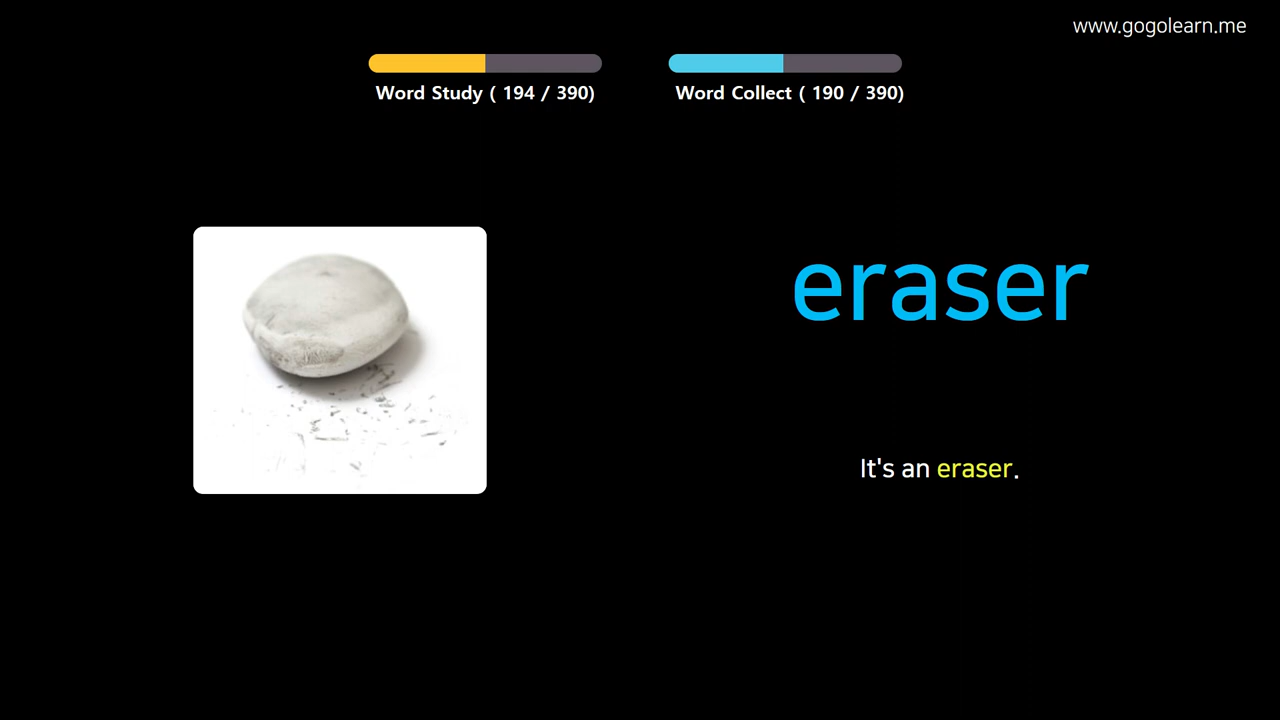 www.gogolearn.me
Word Study ( 194 / 390)
Word Collect ( 190 / 390)
eraser
It's an eraser.